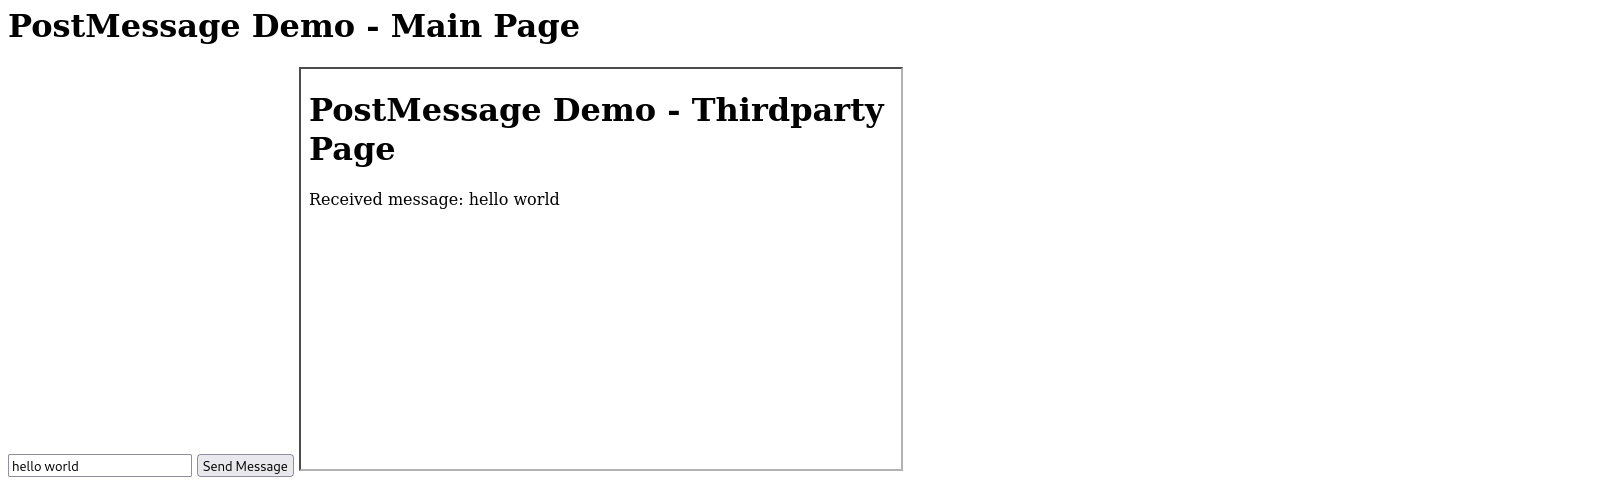 PostMessage Demo - Main Page
PostMessage Demo - Thirdparty
Page
Received message: hello world
hello world
Send Message